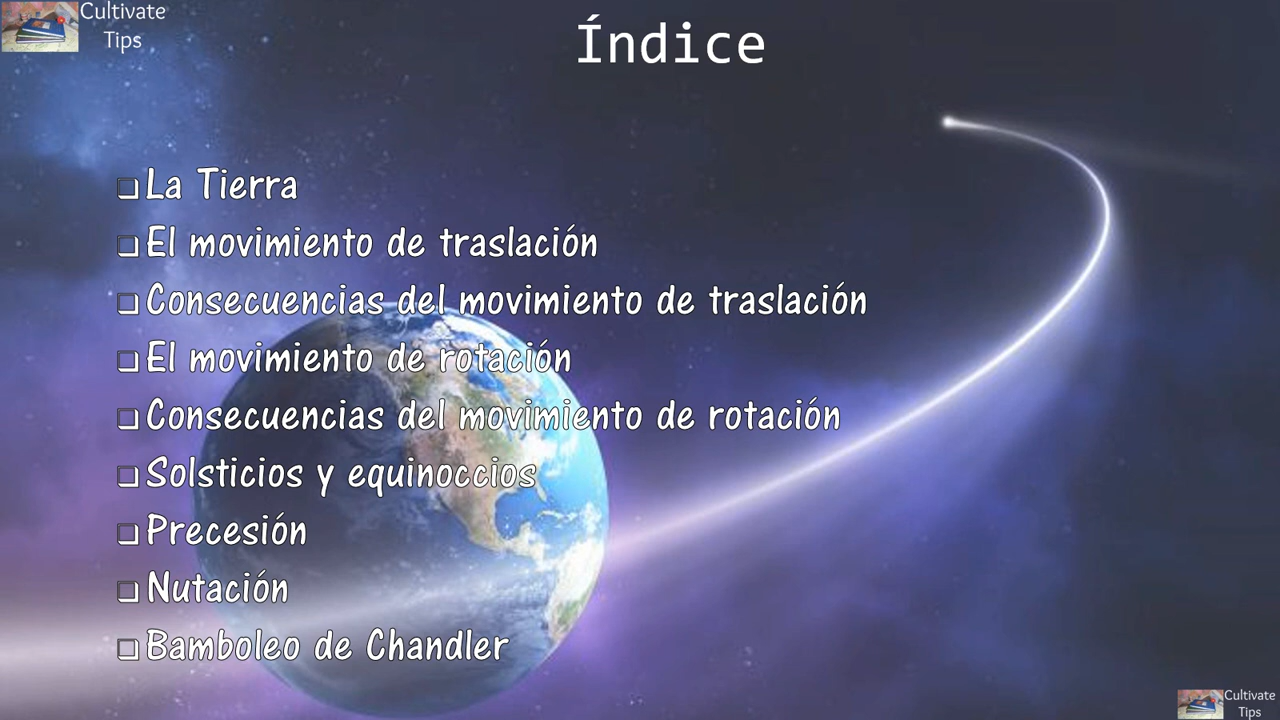 Cultivate
Tips
Índice
La Tierra
El movimiento de traslación
Consecuencias del movimiento de traslación
El movimiento de rotación
Consecuencias del movimiento de rotación
Solsticios y equinoccios
Precesión
Nutación
Bamboleo de Chandler
Cultivate
Tips